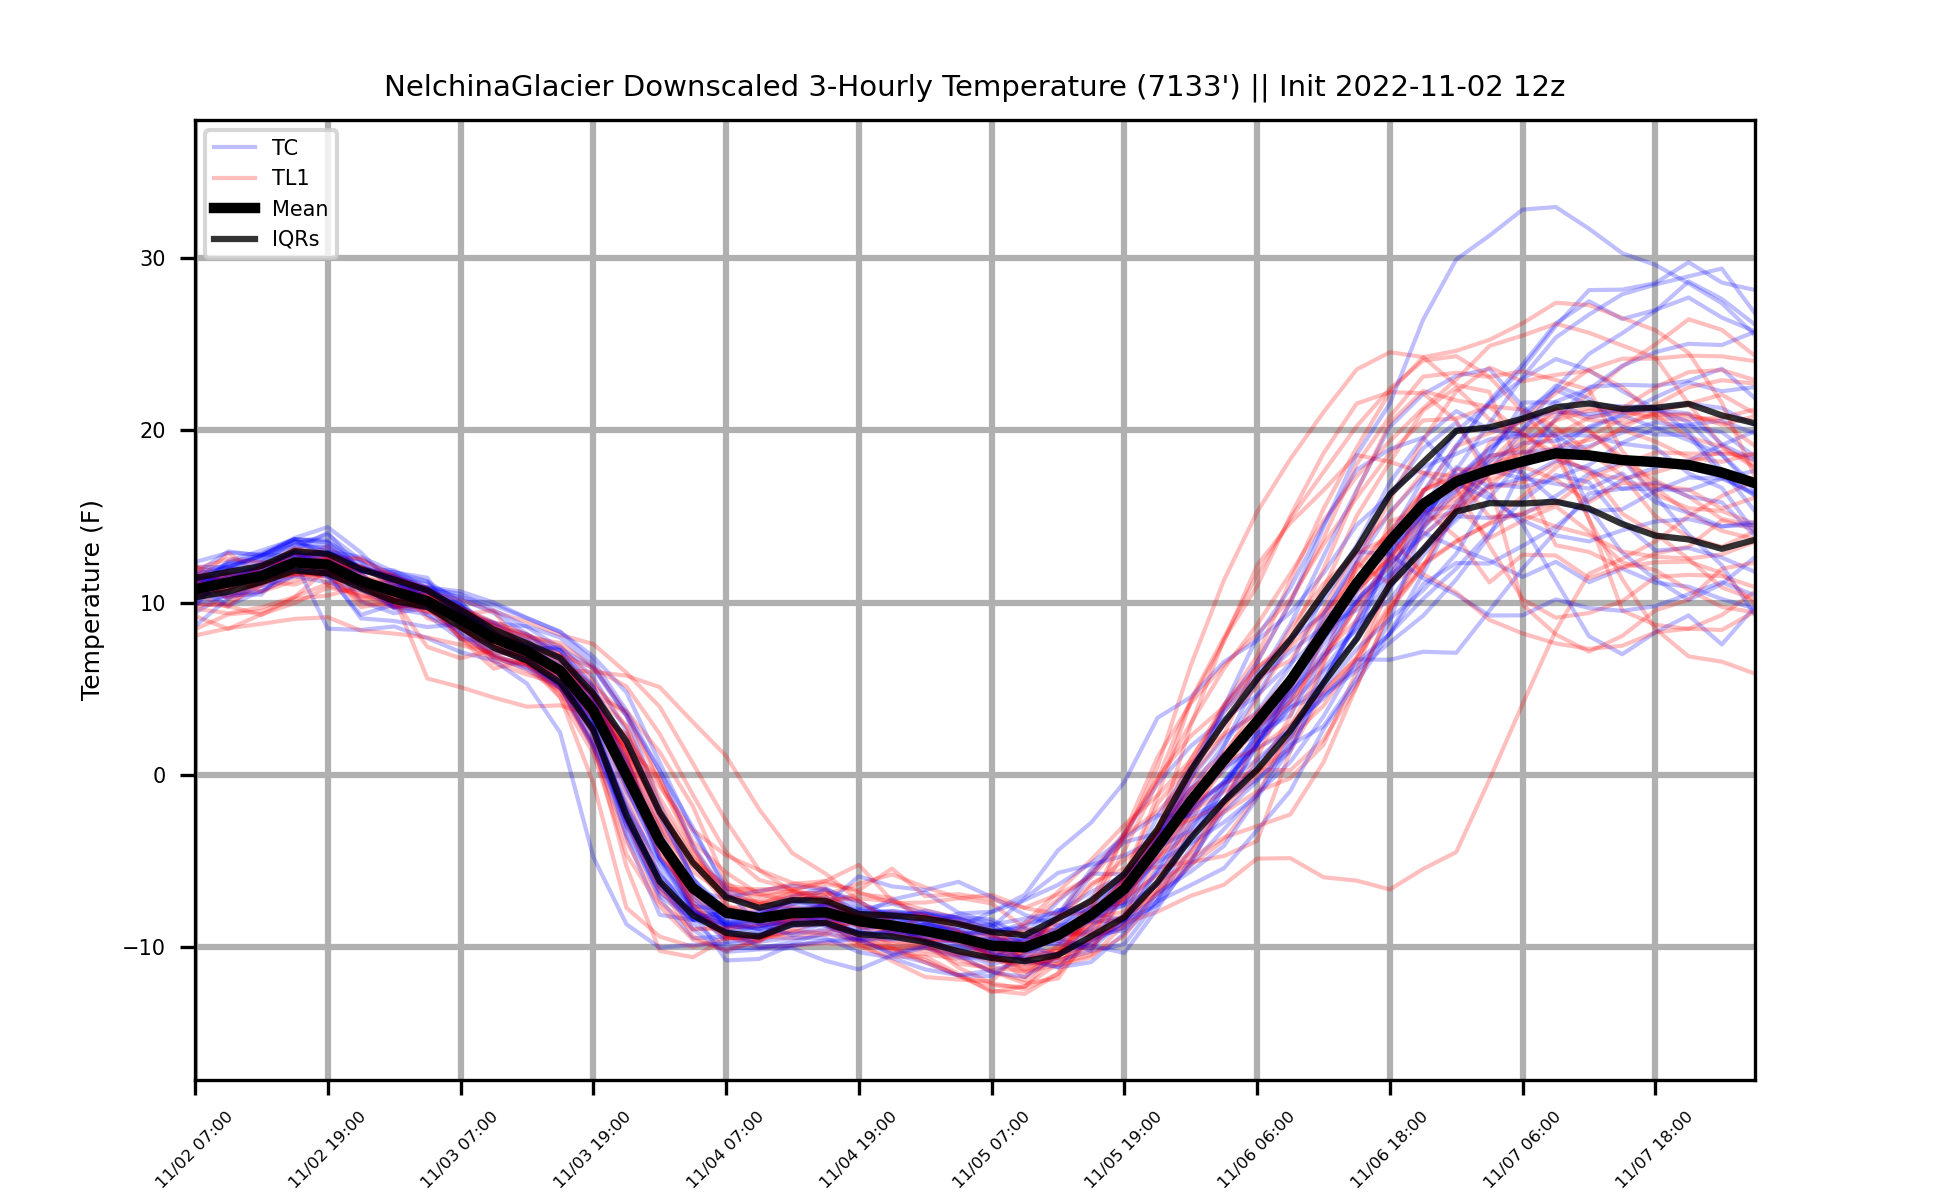 NelchinaGlacier Downscaled 3-Hourly Temperature (7133') || Init 2022-11-02 12z
TC
TL1
Mean
IQRs
Temperature (F)
30
20
10
0
−10
11/02 07:00
11/02 19:00
11/03 07:00
11/03 19:00
11/04 07:00
11/04 19:00
11/05 07:00
11/05 19:00
11/06 06:00
11/06 18:00
11/07 06:00
11/07 18:00